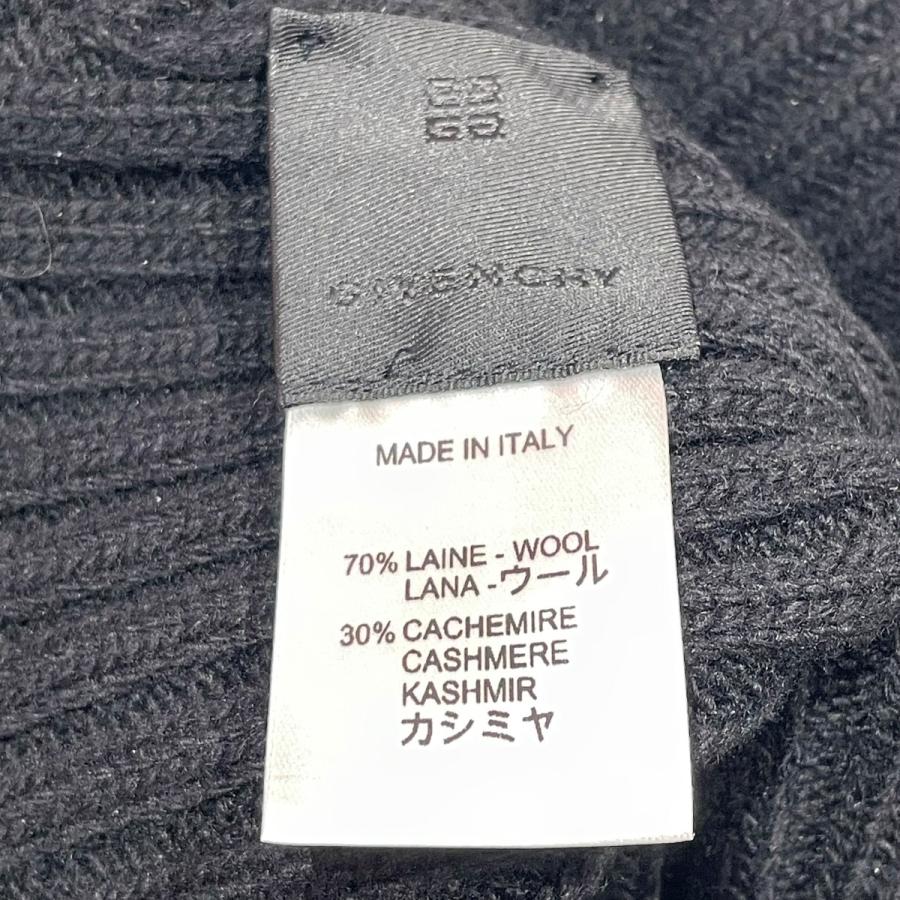 GIVENCHY
MADE IN ITALY
70% LAINE - WOOL
LANA - ウール
30% CACHEMIRE
CASHMERE
KASHMIR
カシミヤ